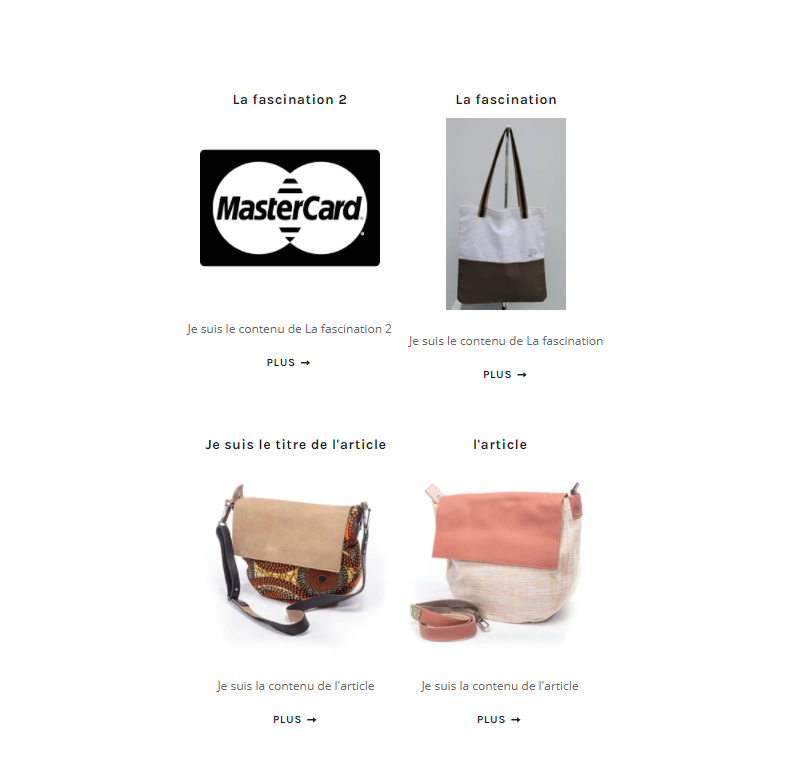 La fascination 2
La fascination
MasterCard
Je suis le contenu de La fascination 2
Je suis le contenu de La fascination
PLUS ➞
PLUS ➞
Je suis le titre de l'article
l'article
Je suis la contenu de l'article
Je suis la contenu de l'article
PLUS ➞
PLUS ➞